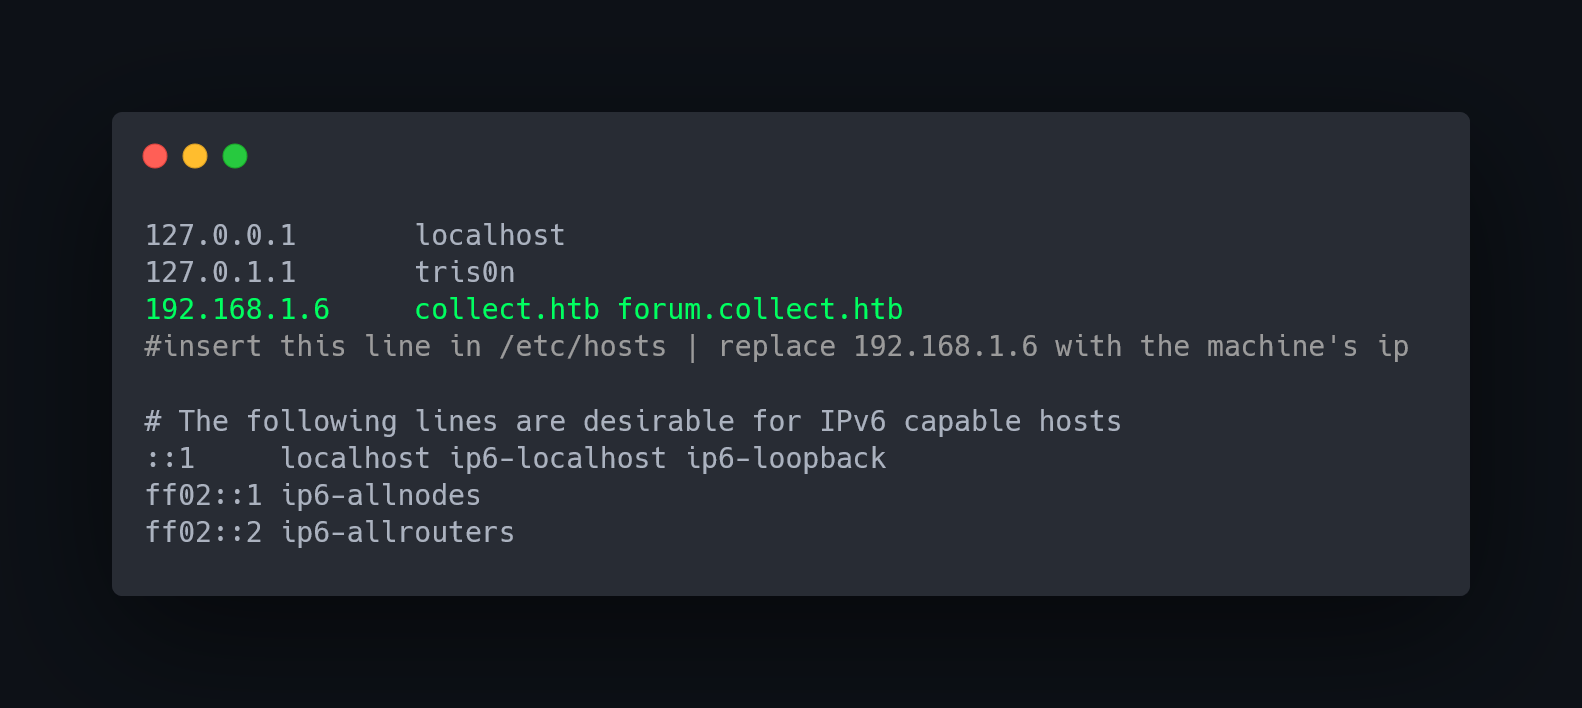 127.0.0.1       localhost
127.0.1.1       tris0n
192.168.1.6     collect.htb forum.collect.htb
#insert this line in /etc/hosts | replace 192.168.1.6 with the machine's ip
# The following lines are desirable for IPv6 capable hosts
::1     localhost ip6-localhost ip6-loopback
ff02::1 ip6-allnodes
ff02::2 ip6-allrouters